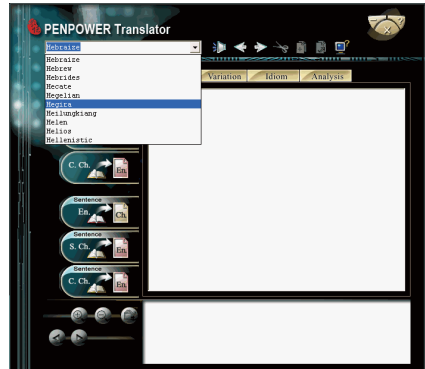 PENPOWER Translator
Hebraize
Hebraize
Hebrew
Hebrides
Hecate
Hegelian
Hegira
Heilungkiang
Helen
Helios
Hellenistic
Variation Idiom Analysis
C. Ch. En
Sentence
En. Ch
Sentence
S. Ch. En
Sentence
C. Ch. En